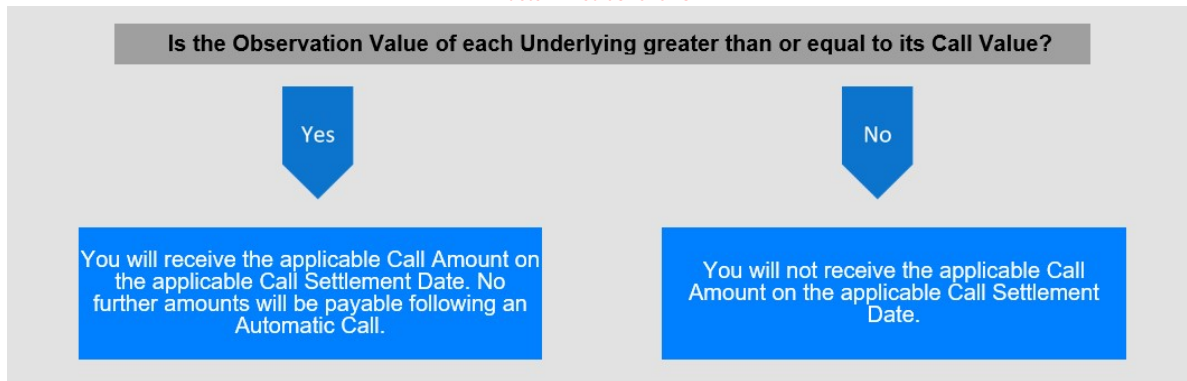 Is the Observation Value of each Underlying greater than or equal to its Call Value?
Yes
No
You will receive the applicable Call Amount on
the applicable Call Settlement Date. No
further amounts will be payable following an
Automatic Call.
You will not receive the applicable Call
Amount on the applicable Call Settlement
Date.